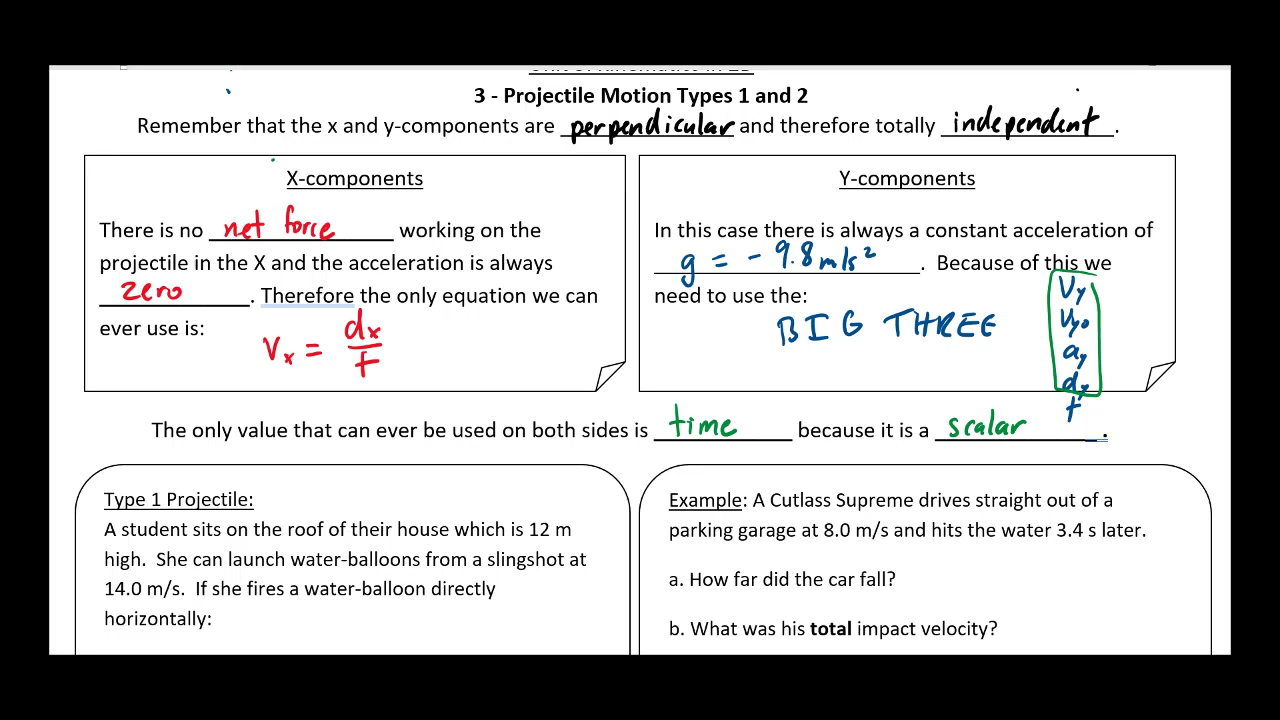 3 - Projectile Motion Types 1 and 2
Remember that the x and y-components are perpendicular and therefore totally independent.
X-components
There is no net force working on the
projectile in the X and the acceleration is always
zero. Therefore the only equation we can
ever use is:
Vx = dx/t
Y-components
In this case there is always a constant acceleration of
g = -9.8 m/s². Because of this we
need to use the:
BIG THREE
Vy
Vyo
ay
dy
t
The only value that can ever be used on both sides is time because it is a scalar.
Type 1 Projectile:
A student sits on the roof of their house which is 12 m
high. She can launch water-balloons from a slingshot at
14.0 m/s. If she fires a water-balloon directly
horizontally:
Example: A Cutlass Supreme drives straight out of a
parking garage at 8.0 m/s and hits the water 3.4 s later.
a. How far did the car fall?
b. What was his total impact velocity?